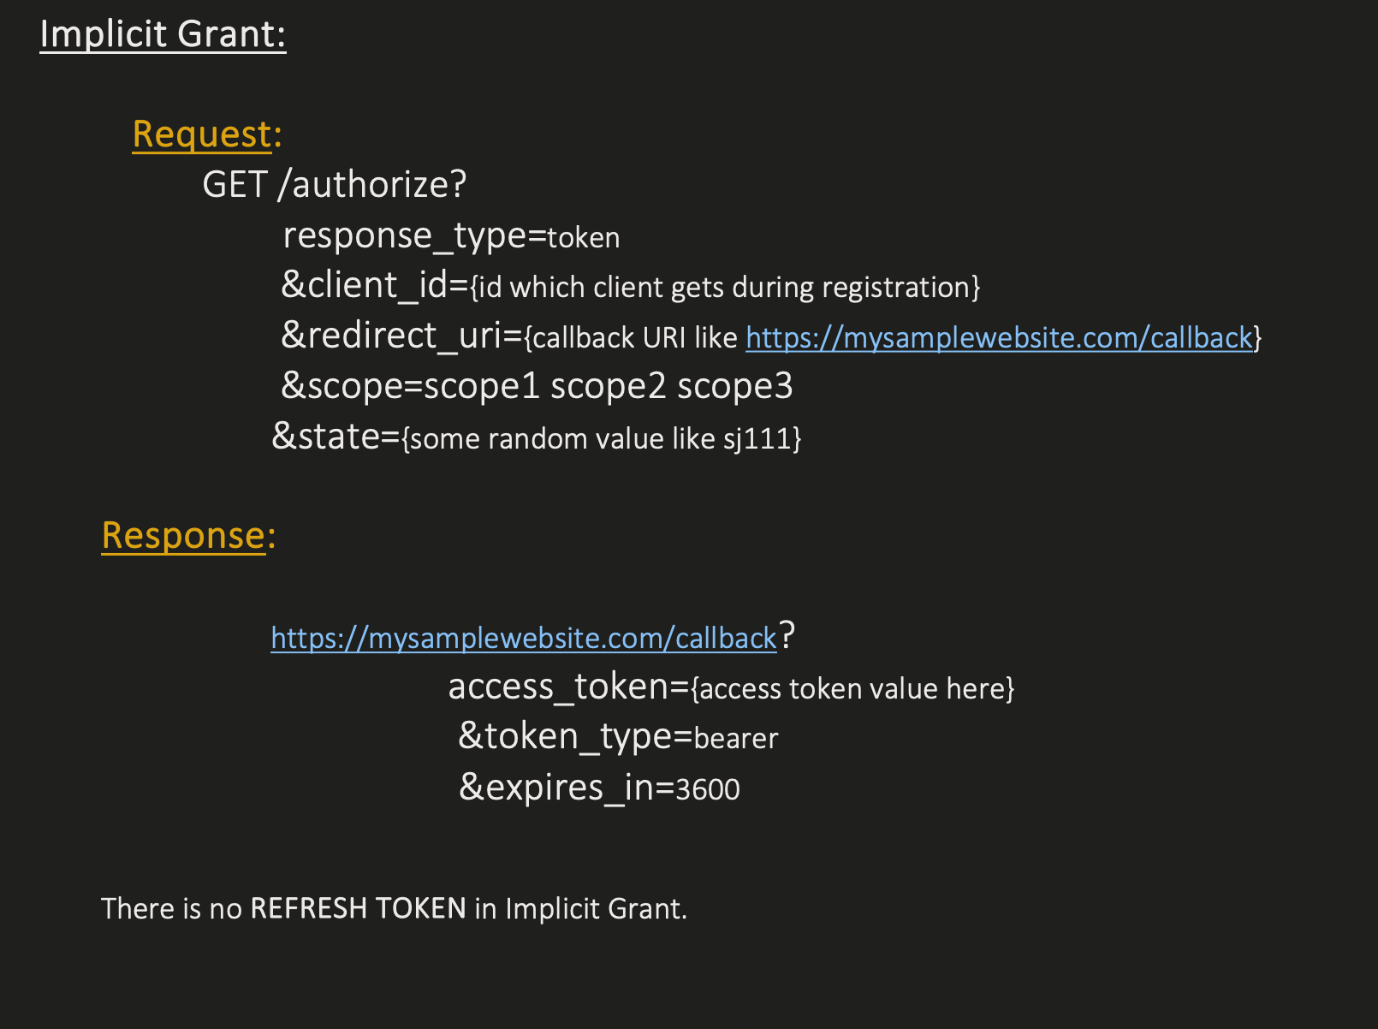 Implicit Grant:
Request:
GET /authorize?
response_type=token
&client_id={id which client gets during registration}
&redirect_uri={callback URI like https://mysamplewebsite.com/callback}
&scope=scope1 scope2 scope3
&state={some random value like sj111}
Response:
https://mysamplewebsite.com/callback?
access_token={access token value here}
&token_type=bearer
&expires_in=3600
There is no REFRESH TOKEN in Implicit Grant.